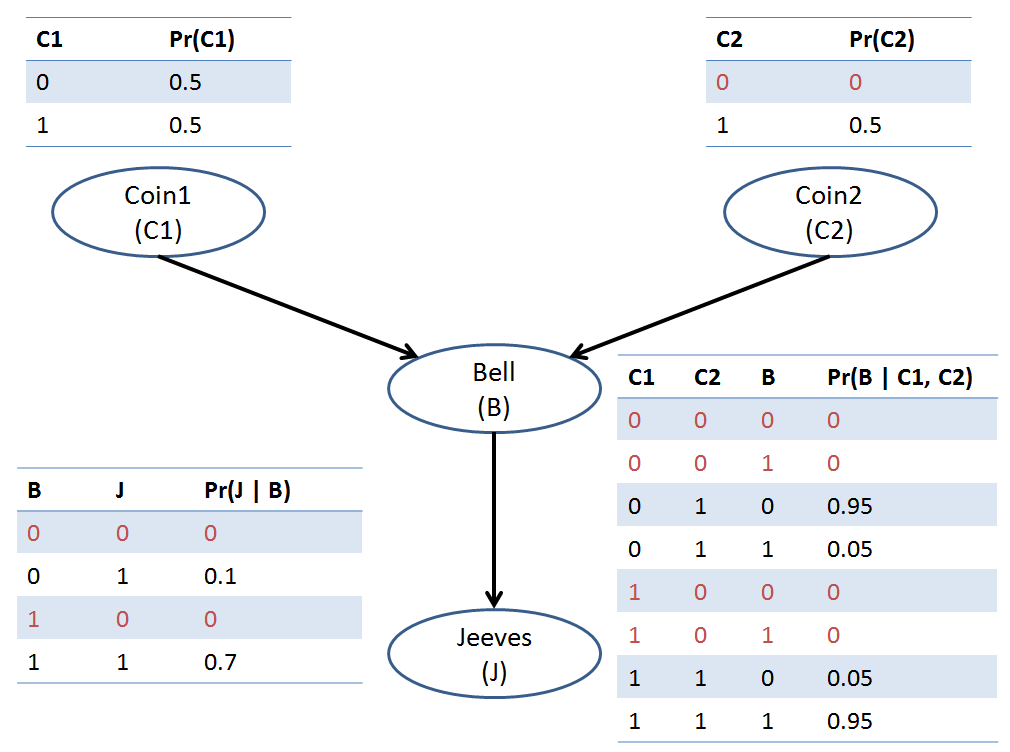 C1 Pr(C1)
0 0.5
1 0.5
C2 Pr(C2)
0 0
1 0.5
Coin1
(C1)
Coin2
(C2)
Bell
(B)
C1 C2 B Pr(B | C1, C2)
0 0 0 0
0 0 1 0
0 1 0 0.95
0 1 1 0.05
1 0 0 0
1 0 1 0
1 1 0 0.05
1 1 1 0.95
B J Pr(J | B)
0 0 0
0 1 0.1
1 0 0
1 1 0.7
Jeeves
(J)